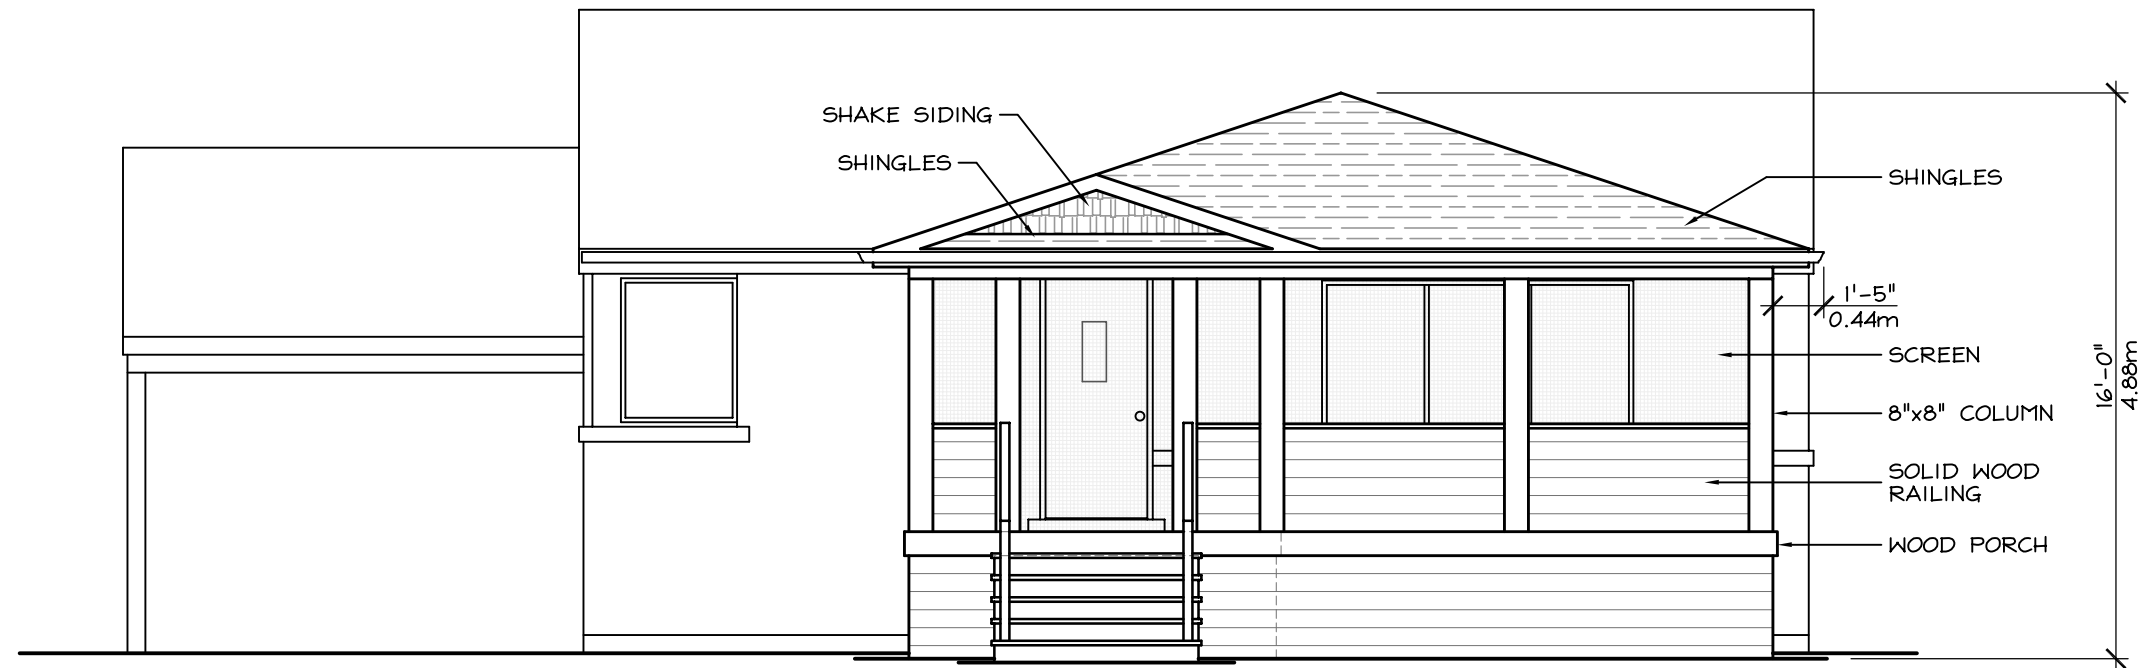 SHAKE SIDING
SHINGLES
SHINGLES
1'-5"
0.44m
SCREEN
16'-0"
4.88m
8"x8" COLUMN
SOLID WOOD
RAILING
WOOD PORCH